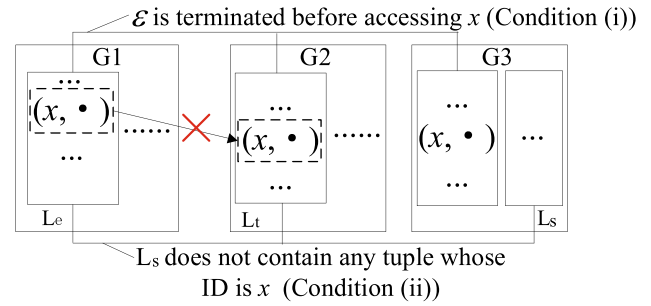 ℰ is terminated before accessing x (Condition (i))
G1 G2 G3
... ... ...
(x, •) ...... (x, •) ...... (x, •) ...
... ... ...
Le Lt Ls
Ls does not contain any tuple whose
ID is x (Condition (ii))